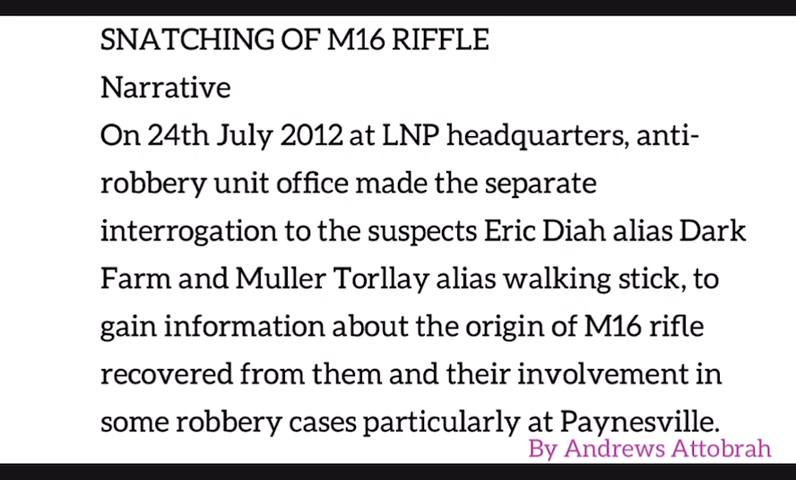 SNATCHING OF M16 RIFFLE
Narrative
On 24th July 2012 at LNP headquarters, anti-
robbery unit office made the separate
interrogation to the suspects Eric Diah alias Dark
Farm and Muller Torllay alias walking stick, to
gain information about the origin of M16 rifle
recovered from them and their involvement in
some robbery cases particularly at Paynesville.
By Andrews Attobrah